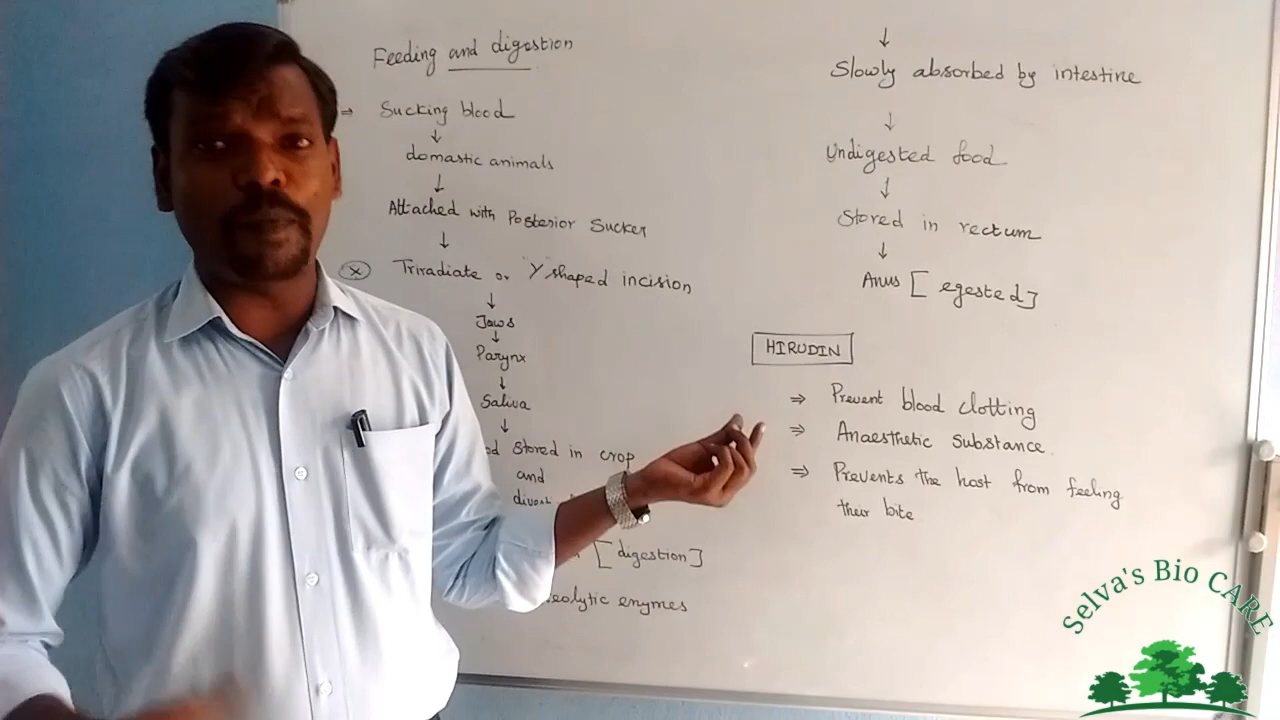 Feeding and digestion
⇒ Sucking blood
↓
domastic animals
↓
Attached with Posterior Sucker
↓
Triradiate or "Y" shaped incision
↓
Jaws
↓
Parynx
↓
Saliva
↓
stored in crop
and
[digestion]
enymes
↓
Slowly absorbed by intestine
↓
Undigested food
↓
Stored in rectum
↓
Anus [egested]
HIRUDIN
⇒ Prevent blood clotting
⇒ Anaesthetic Substance.
⇒ Prevents the host from feeling
their bite
Selva's Bio CARE